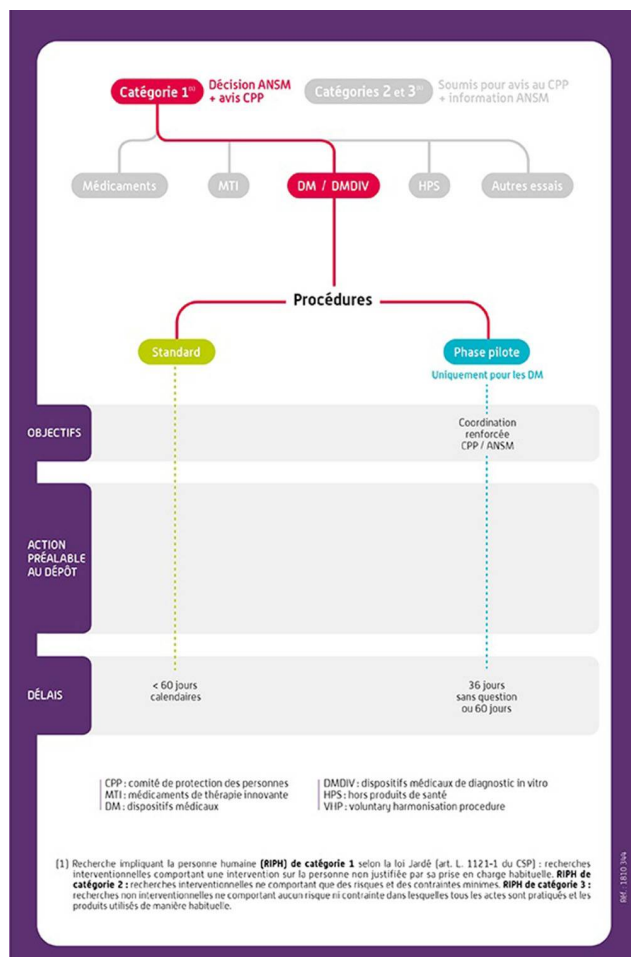 Catégorie 1(1)
Décision ANSM
+ avis CPP
Catégories 2 et 3(1)
Soumis pour avis au CPP
+ information ANSM
Médicaments
MTI
DM / DMDIV
HPS
Autres essais
Procédures
Standard
Phase pilote
Uniquement pour les DM
OBJECTIFS
Coordination
renforcée
CPP / ANSM
ACTION
PRÉALABLE
AU DÉPÔT
DÉLAIS
< 60 jours
calendaires
36 jours
sans question
ou 60 jours
CPP : comité de protection des personnes
MTI : médicaments de thérapie innovante
DM : dispositifs médicaux
DMDIV : dispositifs médicaux de diagnostic in vitro
HPS : hors produits de santé
VHP : voluntary harmonisation procedure
(1) Recherche impliquant la personne humaine (RIPH) de catégorie 1 selon la loi Jardé (art. L. 1121-1 du CSP) : recherches
interventionnelles comportant une intervention sur la personne non justifiée par sa prise en charge habituelle. RIPH de
catégorie 2 : recherches interventionnelles ne comportant que des risques et des contraintes minimes. RIPH de catégorie 3 :
recherches non interventionnelles ne comportant aucun risque ni contrainte dans lesquelles tous les actes sont pratiqués et les
produits utilisés de manière habituelle.
Réf. : 1810 344